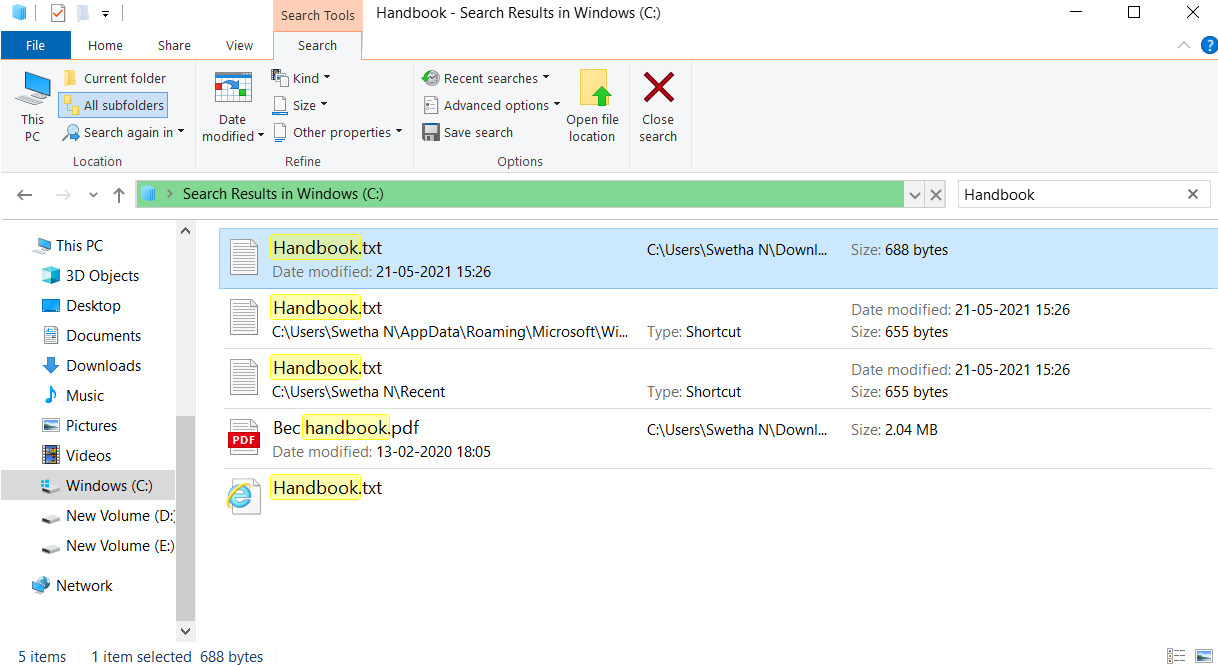 Search Tools
Handbook - Search Results in Windows (C:)
File
Home
Share
View
Search
?
This PC
Current folder
All subfolders
Search again in
Location
Date modified
Kind
Size
Other properties
Refine
Recent searches
Advanced options
Save search
Open file location
Options
Close search
Search Results in Windows (C:)
Handbook
This PC
3D Objects
Desktop
Documents
Downloads
Music
Pictures
Videos
Windows (C:)
New Volume (D:
New Volume (E:)
Network
Handbook.txt
C:\Users\Swetha N\Downl...
Size: 688 bytes
Date modified: 21-05-2021 15:26
Handbook.txt
Date modified: 21-05-2021 15:26
C:\Users\Swetha N\AppData\Roaming\Microsoft\Wi...
Type: Shortcut
Size: 655 bytes
Handbook.txt
Date modified: 21-05-2021 15:26
C:\Users\Swetha N\Recent
Type: Shortcut
Size: 655 bytes
PDF
Bec handbook.pdf
C:\Users\Swetha N\Downl...
Size: 2.04 MB
Date modified: 13-02-2020 18:05
Handbook.txt
5 items
1 item selected 688 bytes